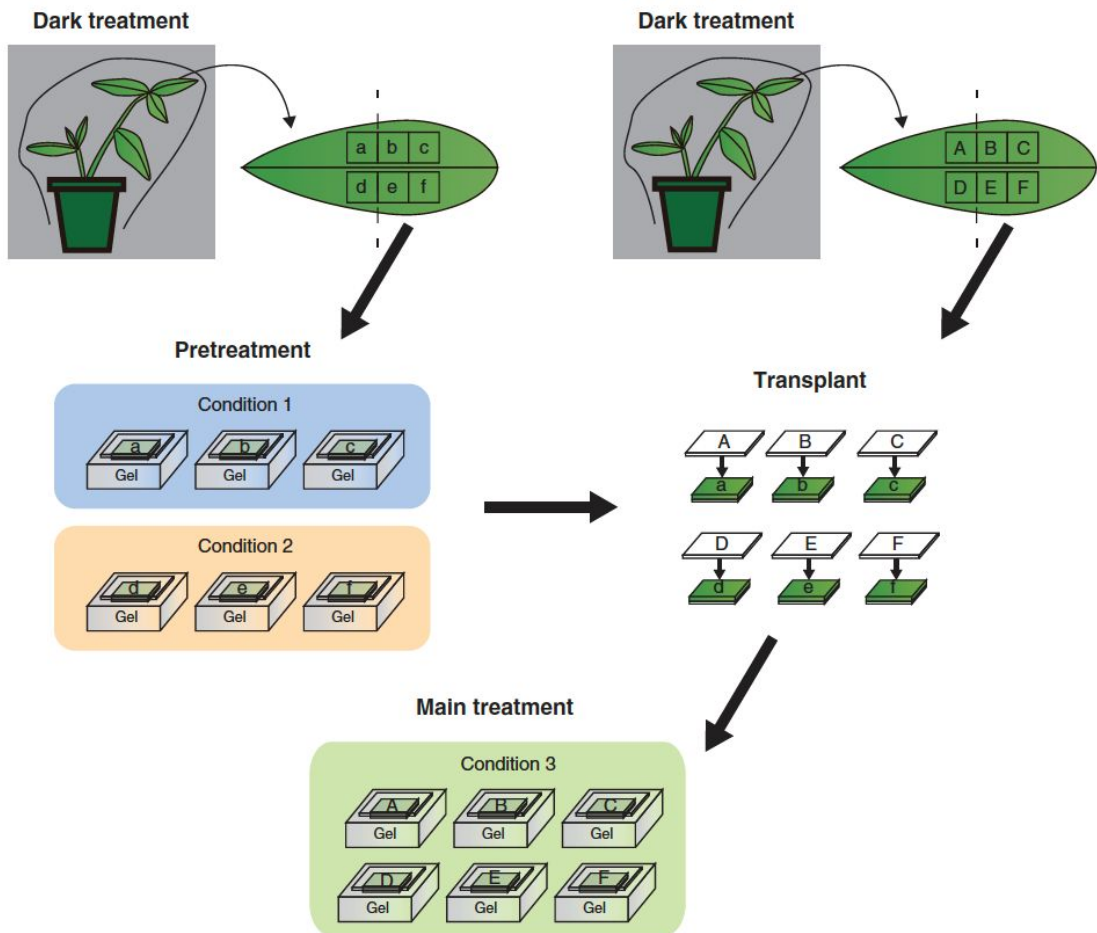 Dark treatment
Dark treatment
a b c
d e f
A B C
D E F
Pretreatment
Condition 1
a b c
Gel Gel Gel
Condition 2
d e f
Gel Gel Gel
Transplant
A B C
a b c
D E F
d e f
Main treatment
Condition 3
A B C
Gel Gel Gel
D E F
Gel Gel Gel